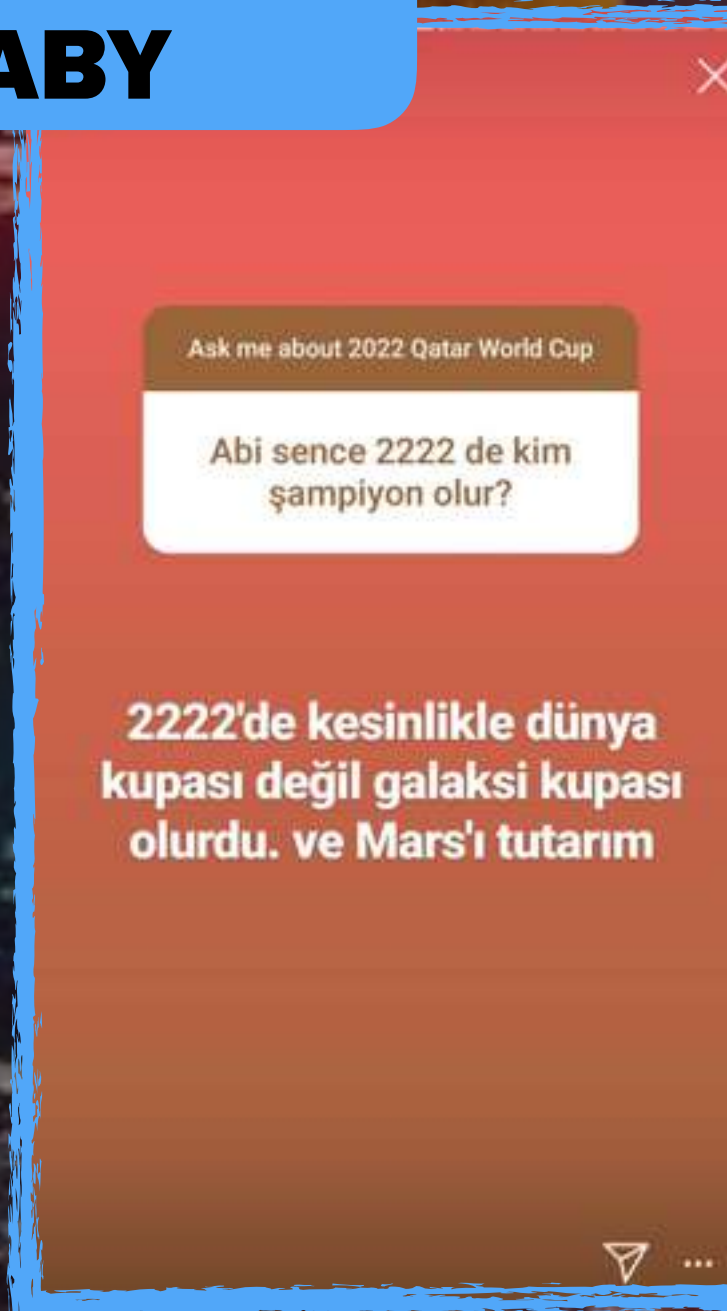 ABY
Ask me about 2022 Qatar World Cup
Abi sence 2222 de kim
şampiyon olur?
2222'de kesinlikle dünya
kupası değil galaksi kupası
olurdu. ve Mars'ı tutarım